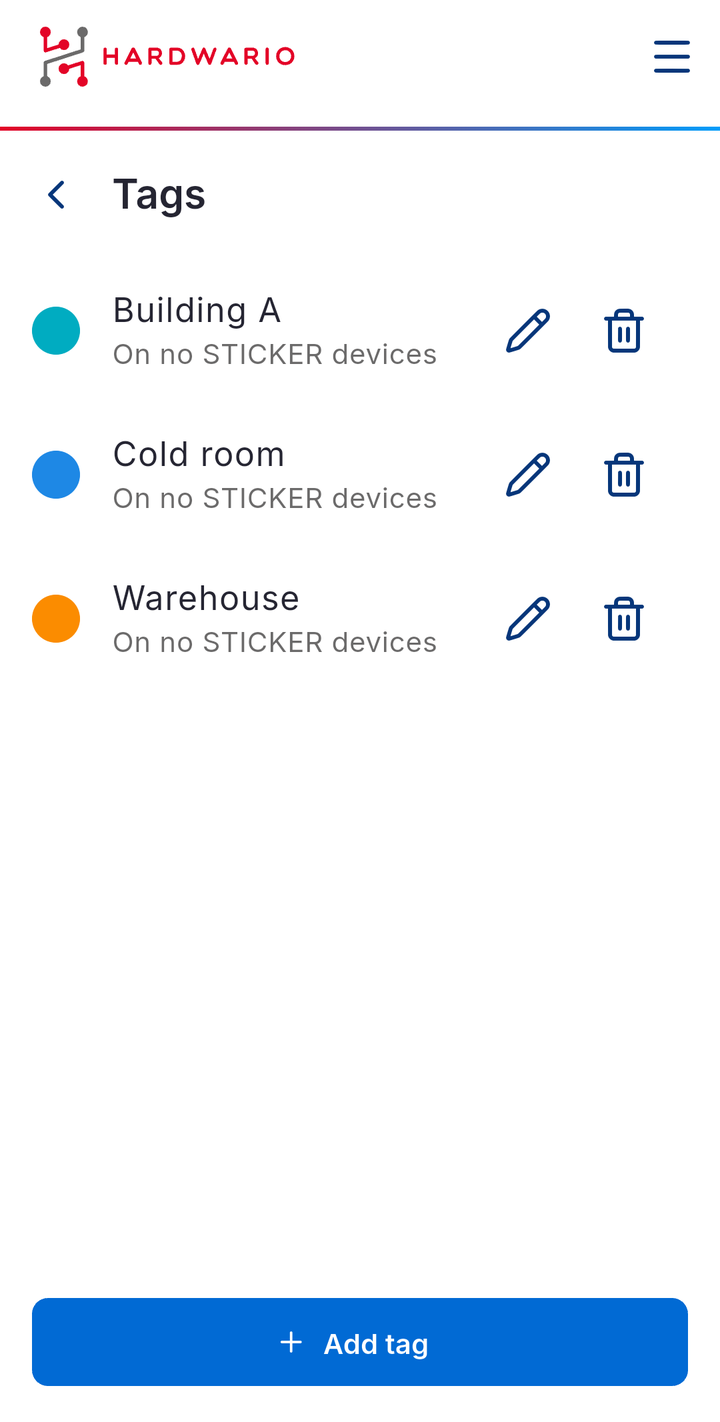 HARDWARIO
Tags
Building A
On no STICKER devices
Cold room
On no STICKER devices
Warehouse
On no STICKER devices
Add tag